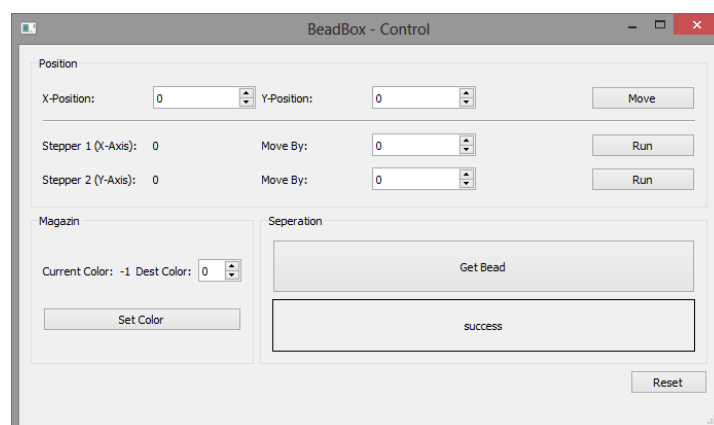 BeadBox - Control
Position
X-Position: 0 Y-Position: 0 Move
Stepper 1 (X-Axis): 0 Move By: 0 Run
Stepper 2 (Y-Axis): 0 Move By: 0 Run
Magazin Seperation
Current Color: -1 Dest Color: 0 Get Bead
Set Color success
Reset